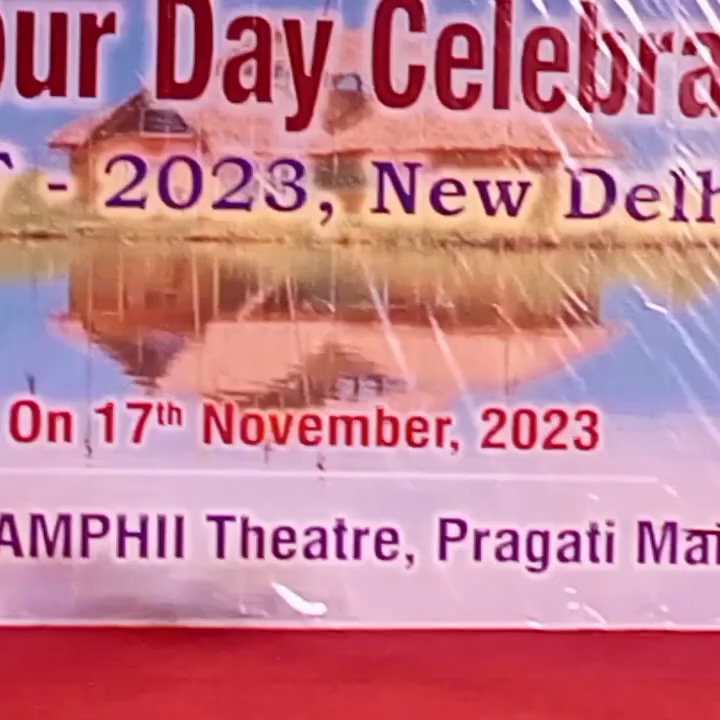 our Day Celebra
- 2023, New Delh
On 17th November, 2023
AMPHII Theatre, Pragati Mai